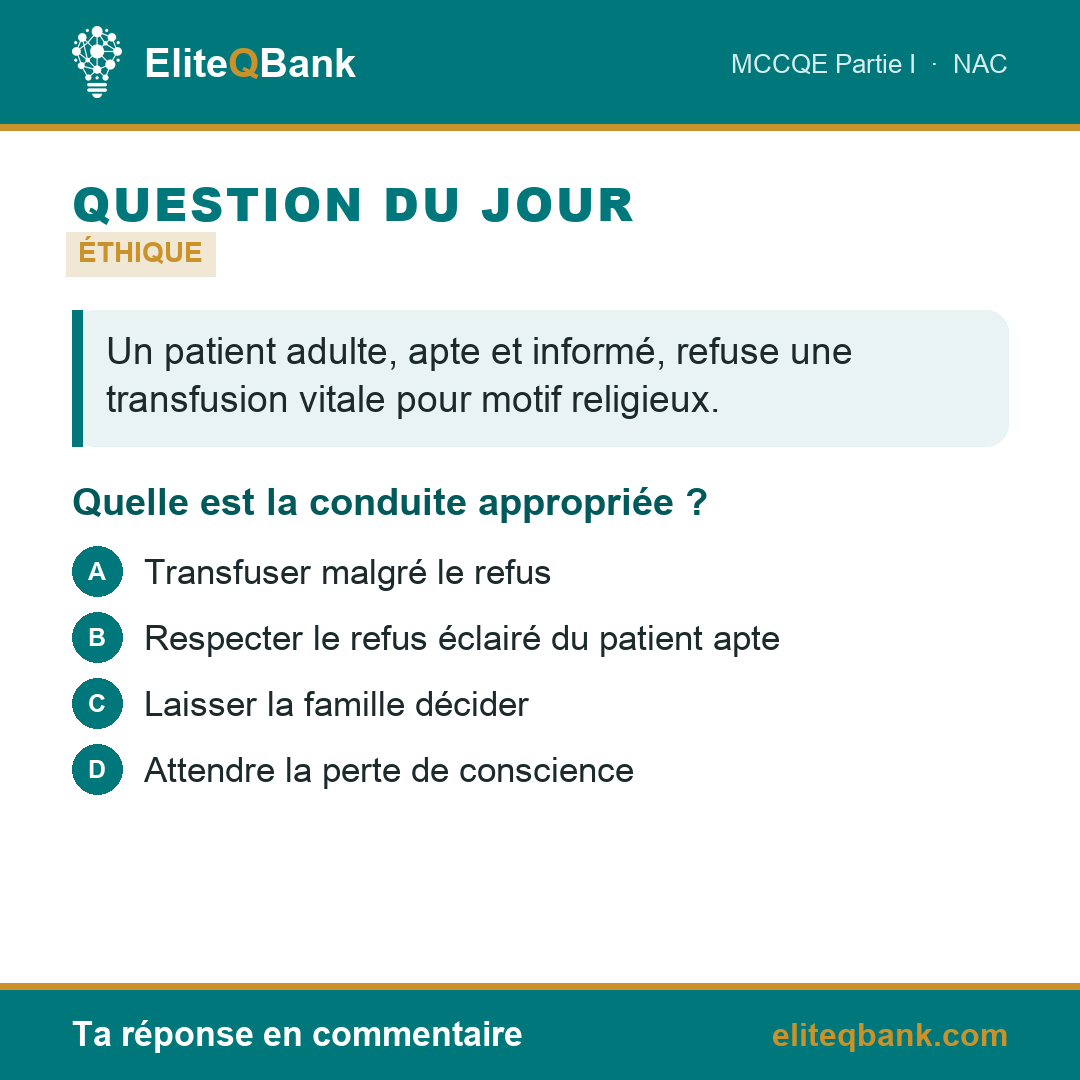 EliteQBank
MCCQE Partie I · NAC
QUESTION DU JOUR
ÉTHIQUE
Un patient adulte, apte et informé, refuse une
transfusion vitale pour motif religieux.
Quelle est la conduite appropriée ?
A Transfuser malgré le refus
B Respecter le refus éclairé du patient apte
C Laisser la famille décider
D Attendre la perte de conscience
Ta réponse en commentaire
eliteqbank.com